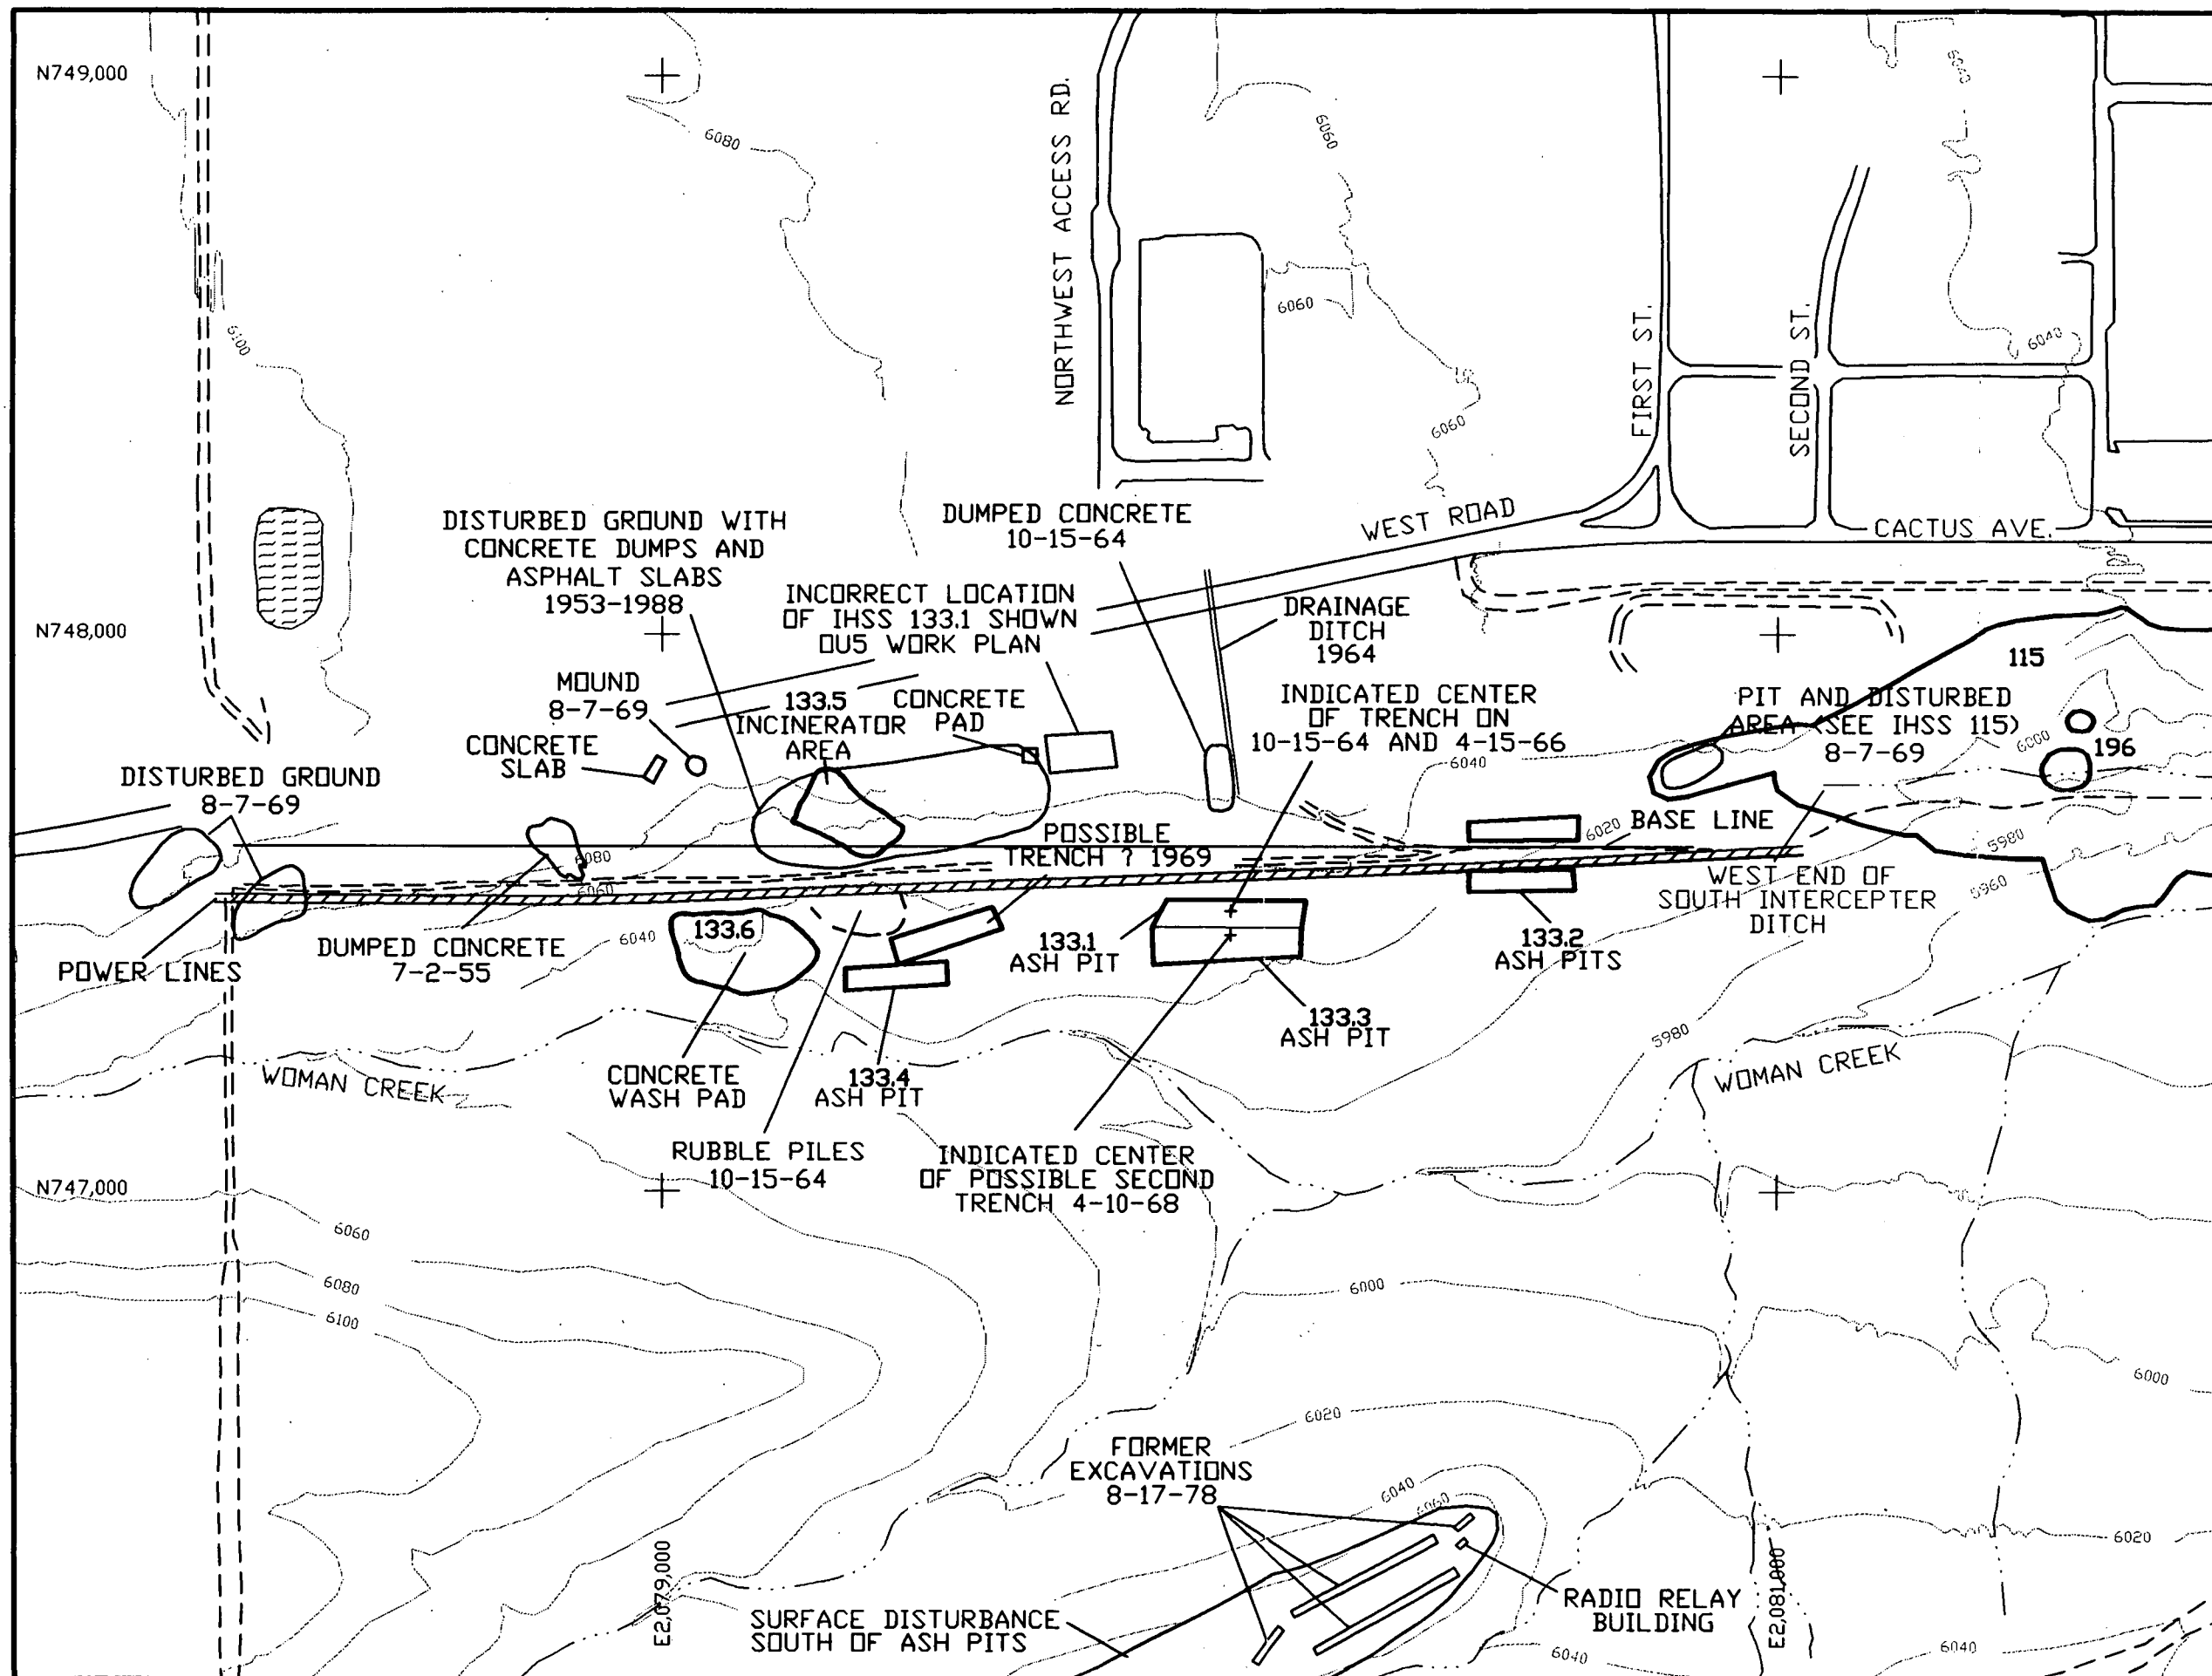 N749,000
6080
NORTHWEST ACCESS RD.
6060
6040
6100
6060
FIRST ST.
SECOND ST.
6040
6060
DISTURBED GROUND WITH
CONCRETE DUMPS AND
ASPHALT SLABS
1953-1988
DUMPED CONCRETE
10-15-64
WEST ROAD
CACTUS AVE.
N748,000
INCORRECT LOCATION
OF IHSS 133.1 SHOWN
OU5 WORK PLAN
DRAINAGE
DITCH
1964
115
MOUND
8-7-69
133.5
INCINERATOR
AREA
CONCRETE
PAD
INDICATED CENTER
OF TRENCH ON
10-15-64 AND 4-15-66
PIT AND DISTURBED
AREA (SEE IHSS 115)
8-7-69
6000
196
CONCRETE
SLAB
6040
DISTURBED GROUND
8-7-69
POSSIBLE
TRENCH ? 1969
6020
BASE LINE
5980
6080
6060
WEST END OF
SOUTH INTERCEPTER
DITCH
5960
POWER LINES
DUMPED CONCRETE
7-2-55
6040
133.6
133.1
ASH PIT
133.2
ASH PITS
133.3
ASH PIT
5980
WOMAN CREEK
CONCRETE
WASH PAD
133.4
ASH PIT
WOMAN CREEK
RUBBLE PILES
10-15-64
INDICATED CENTER
OF POSSIBLE SECOND
TRENCH 4-10-68
N747,000
6060
6080
6100
6000
6000
6020
FORMER
EXCAVATIONS
8-17-78
6040
6060
6020
E2,079,000
SURFACE DISTURBANCE
SOUTH OF ASH PITS
RADIO RELAY
BUILDING
E2,081,000
6040
6040